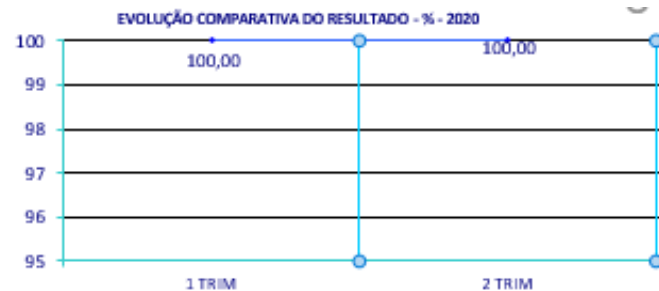 EVOLUÇÃO COMPARATIVA DO RESULTADO - % - 2020
100
100,00
100,00
99
98
97
96
95
1 TRIM
2 TRIM